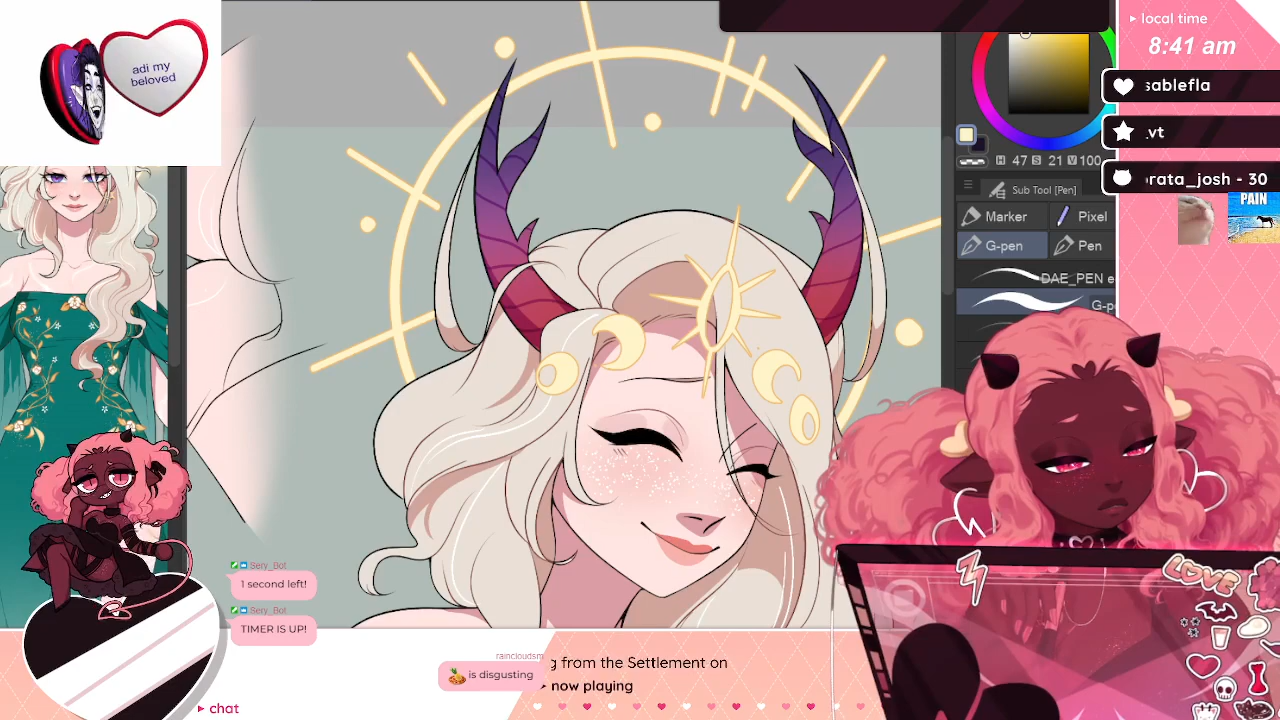 adi my
beloved
local time
8:41 am
sablefla
.vt
rata_josh - 30
PAIN
H 47 S 21 V 100
Sub Tool [Pen]
Marker
Pixel
G-pen
Pen
DAE_PEN e
G-p
Sery_Bot
1 second left!
Sery_Bot
TIMER IS UP!
raincloudsm
is disgusting
g from the Settlement on
now playing
chat
LOVE